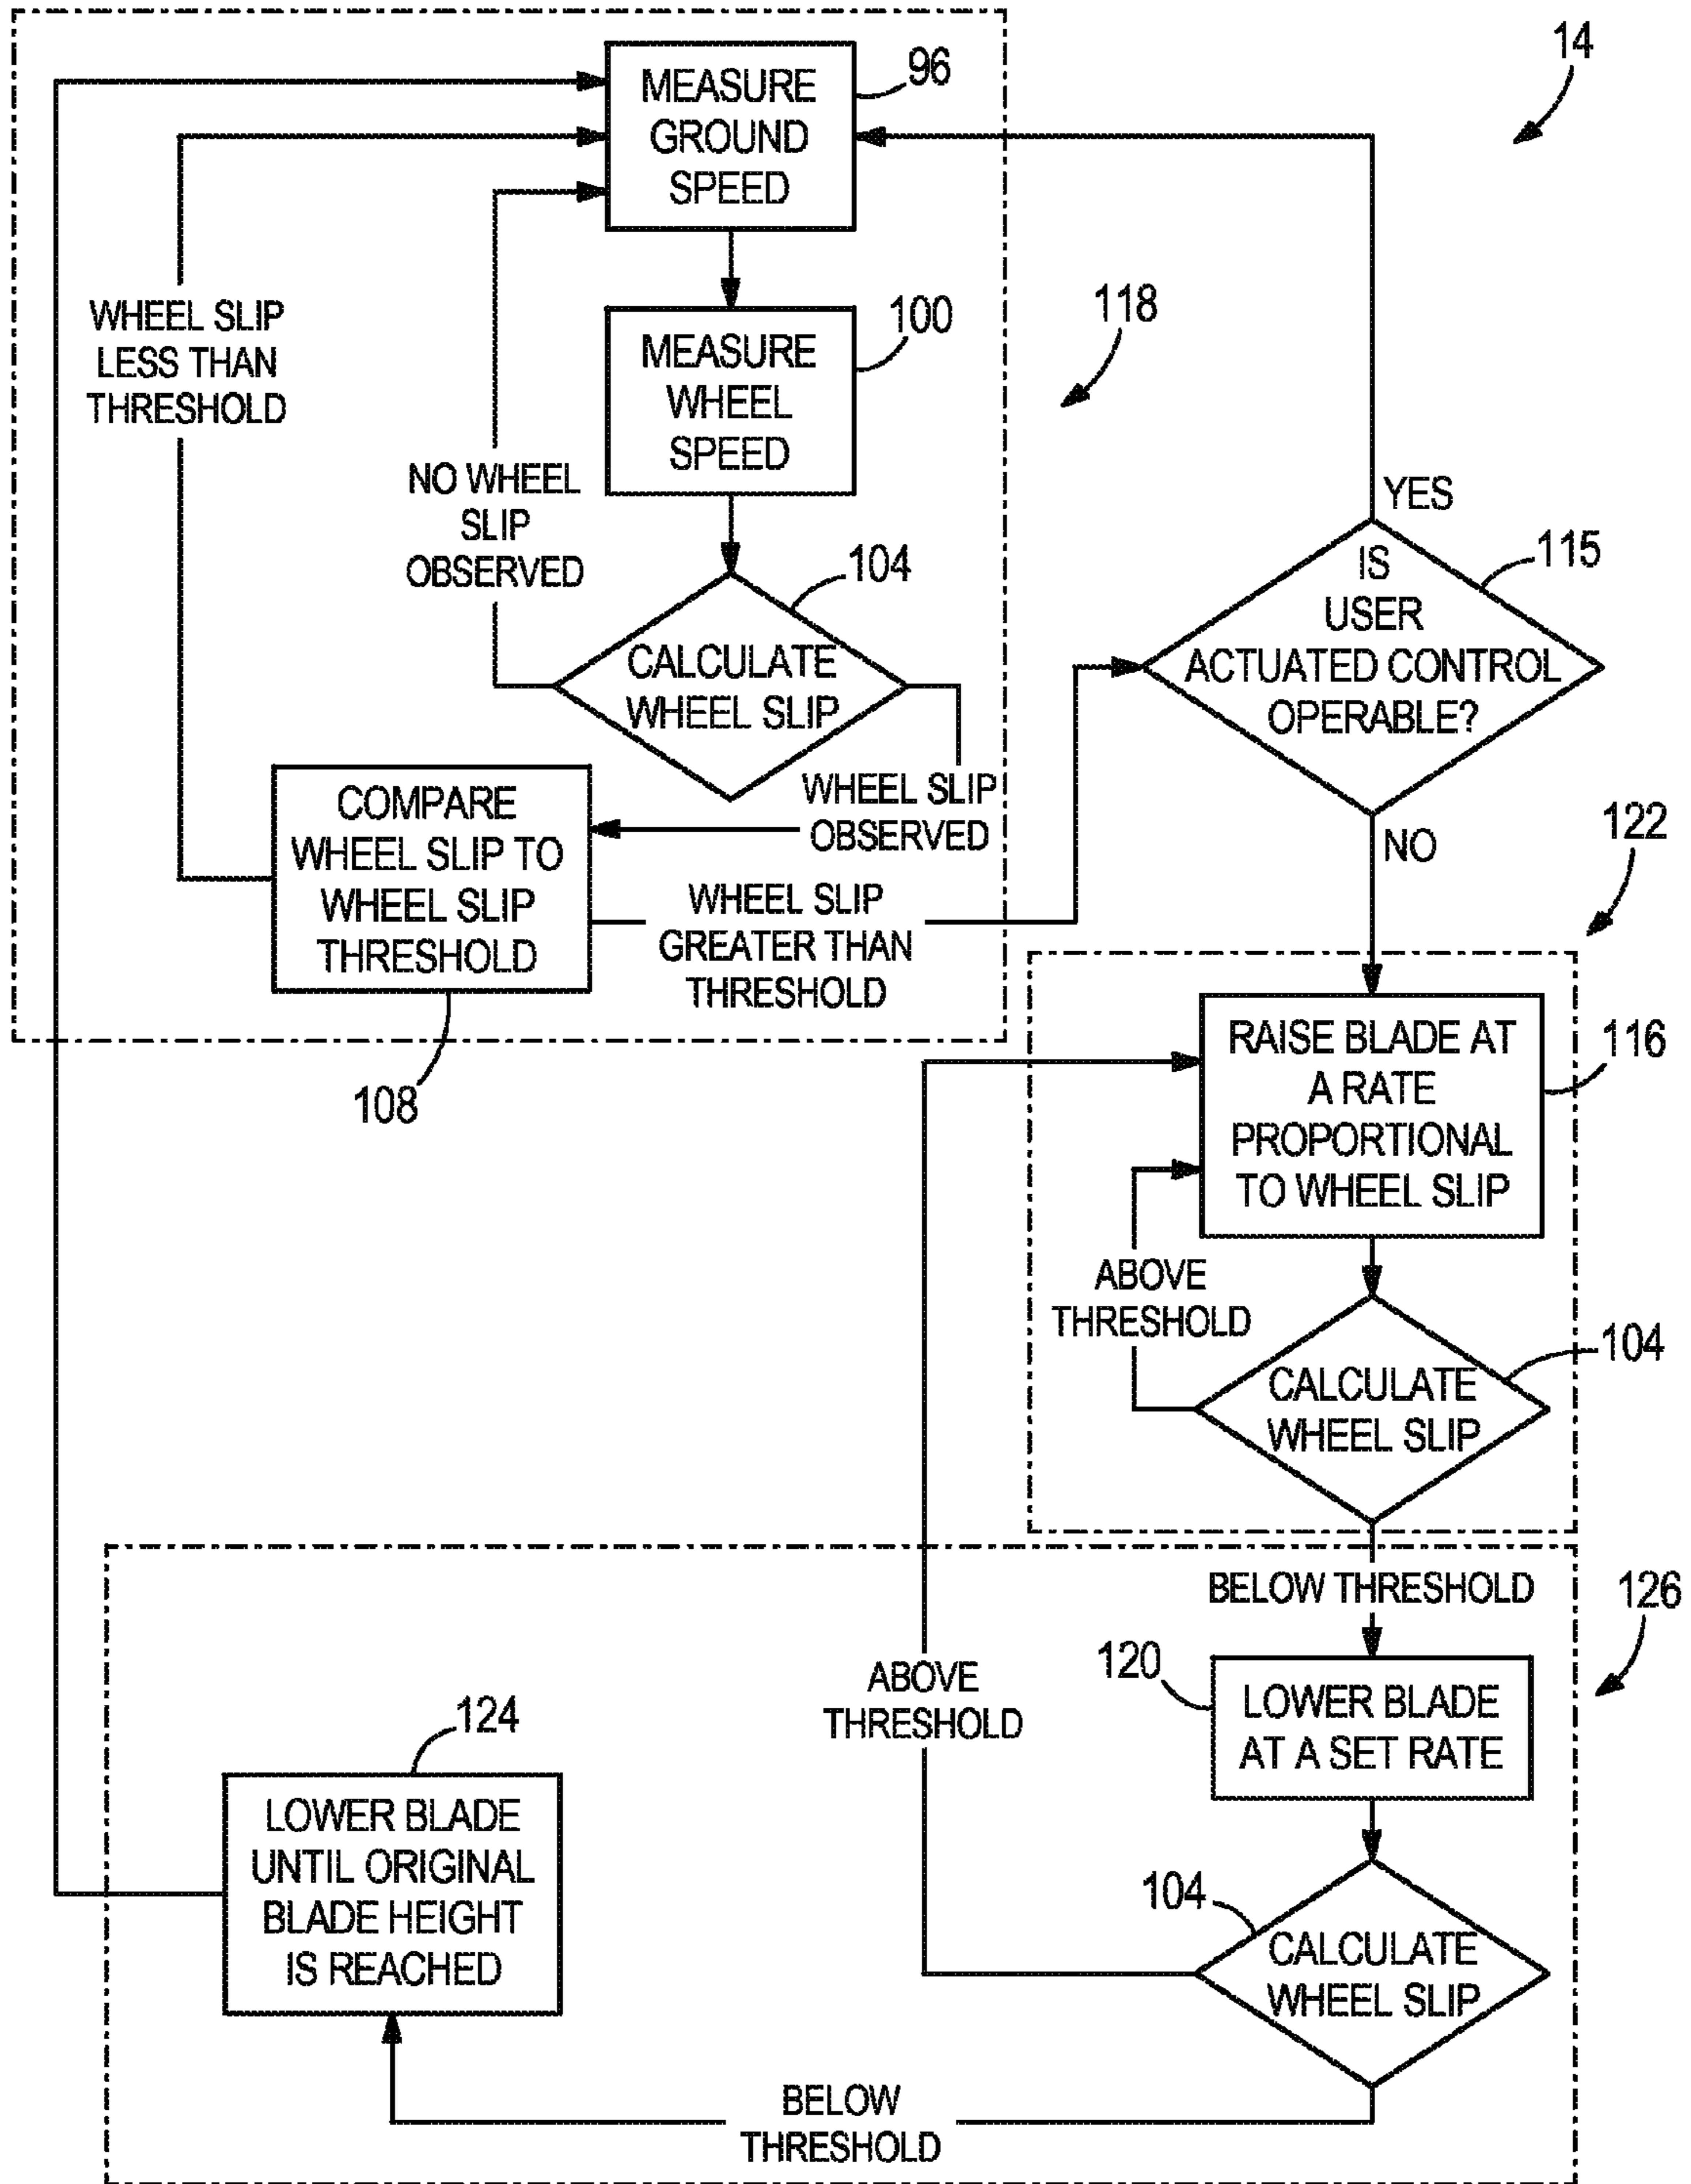 14
MEASURE
GROUND
SPEED
96
118
WHEEL SLIP
LESS THAN
THRESHOLD
MEASURE
WHEEL
SPEED
100
NO WHEEL
SLIP
OBSERVED
YES
IS
USER
ACTUATED CONTROL
OPERABLE?
115
104
CALCULATE
WHEEL SLIP
WHEEL SLIP
OBSERVED
COMPARE
WHEEL SLIP TO
WHEEL SLIP
THRESHOLD
108
WHEEL SLIP
GREATER THAN
THRESHOLD
NO
122
RAISE BLADE AT
A RATE
PROPORTIONAL
TO WHEEL SLIP
116
ABOVE
THRESHOLD
CALCULATE
WHEEL SLIP
104
BELOW THRESHOLD
126
120
LOWER BLADE
AT A SET RATE
ABOVE
THRESHOLD
104
CALCULATE
WHEEL SLIP
124
LOWER BLADE
UNTIL ORIGINAL
BLADE HEIGHT
IS REACHED
BELOW
THRESHOLD